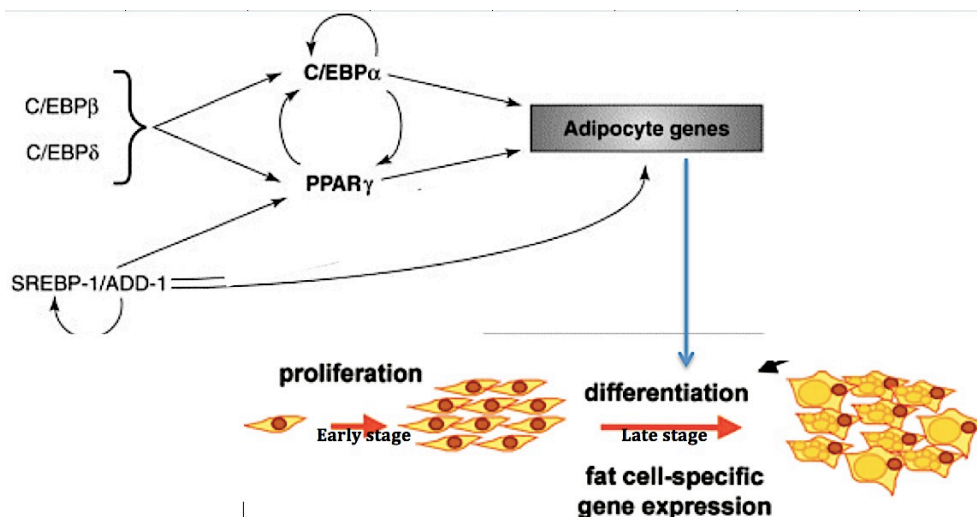 C/EBPα
C/EBPβ
C/EBPδ
Adipocyte genes
PPARγ
SREBP-1/ADD-1
proliferation
Early stage
differentiation
Late stage
fat cell-specific
gene expression